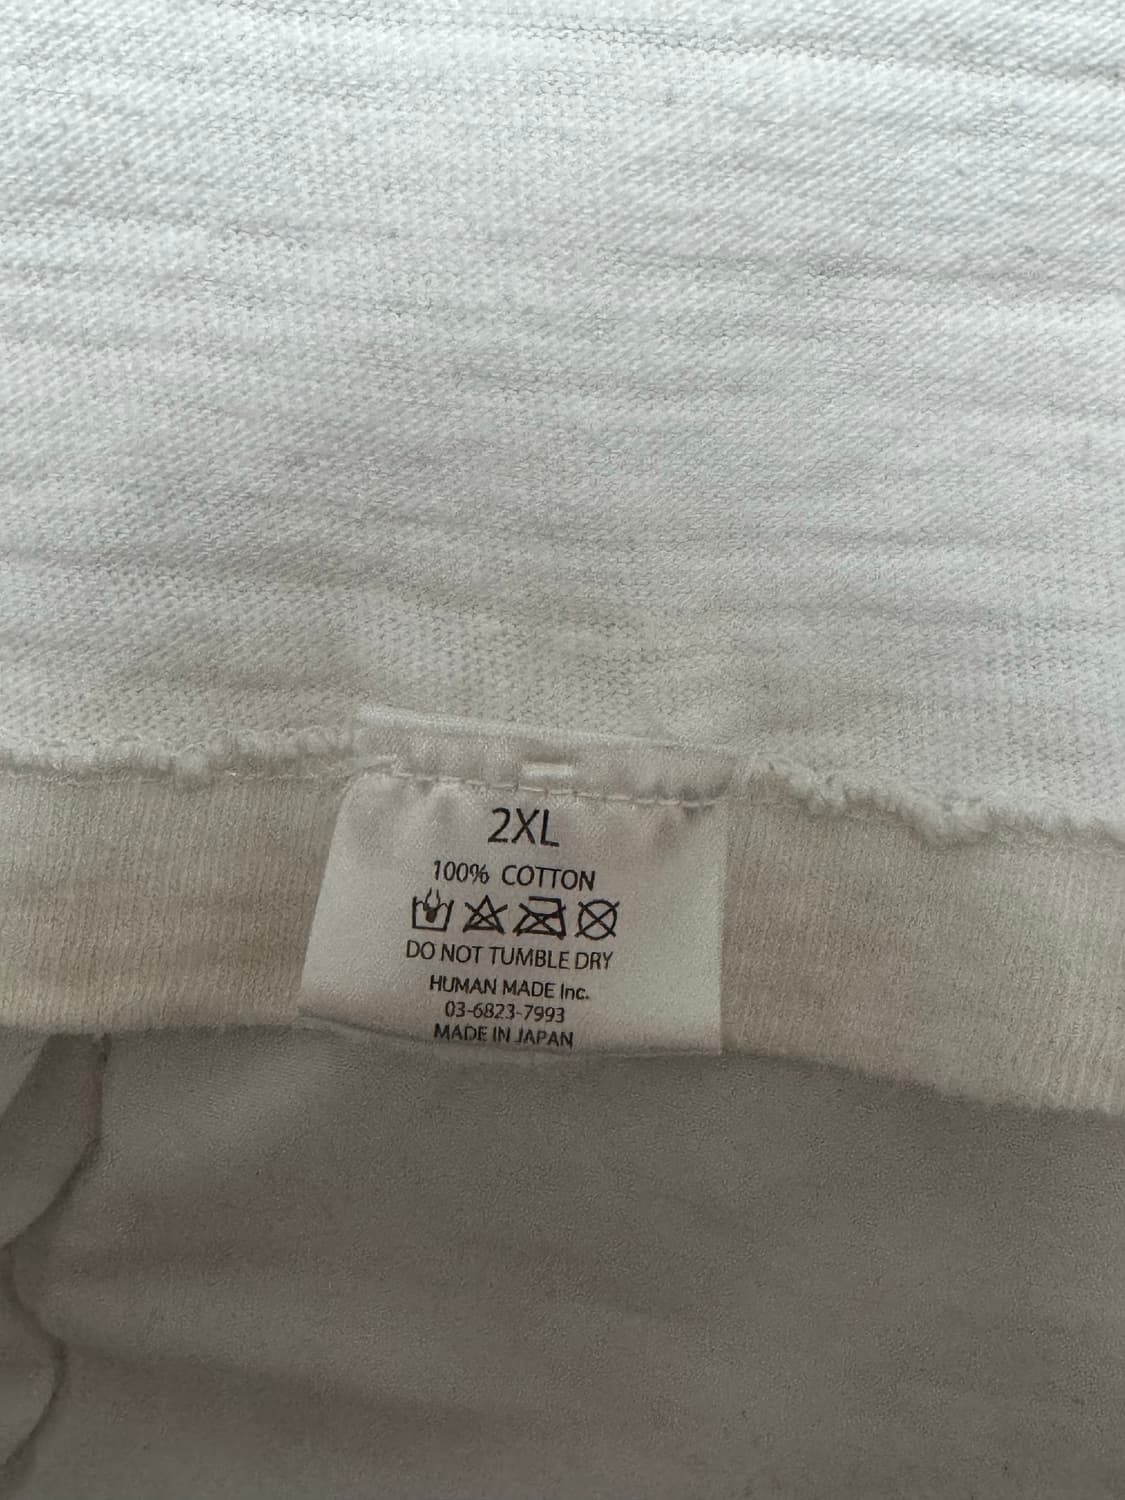 2XL
100% COTTON
DO NOT TUMBLE DRY
HUMAN MADE Inc.
03-6823-7993
MADE IN JAPAN